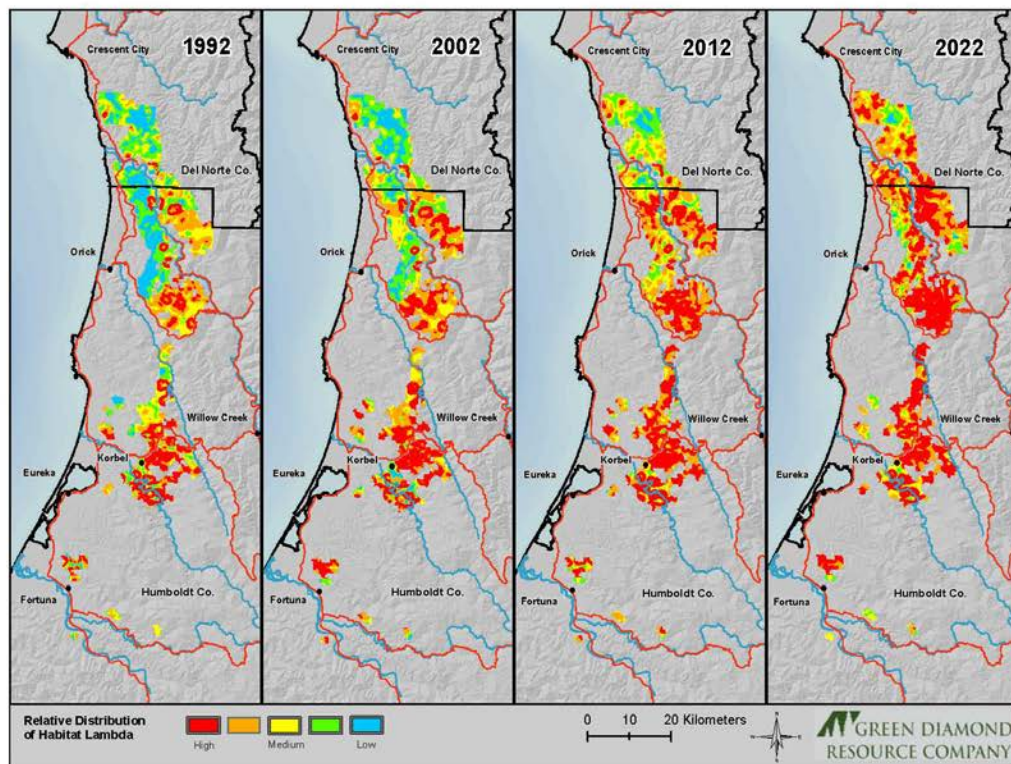 1992
Crescent City
Del Norte Co.
Orick
Willow Creek
Korbel
Eureka
Humboldt Co.
Fortuna
2002
Crescent City
Del Norte Co.
Orick
Willow Creek
Korbel
Eureka
Humboldt Co.
Fortuna
2012
Crescent City
Del Norte Co.
Orick
Willow Creek
Korbel
Eureka
Humboldt Co.
Fortuna
2022
Crescent City
Del Norte Co.
Orick
Willow Creek
Korbel
Eureka
Humboldt Co.
Fortuna
Relative Distribution
of Habitat Lambda
High Medium Low
0 10 20 Kilometers
N
W E
S
GREEN DIAMOND
RESOURCE COMPANY